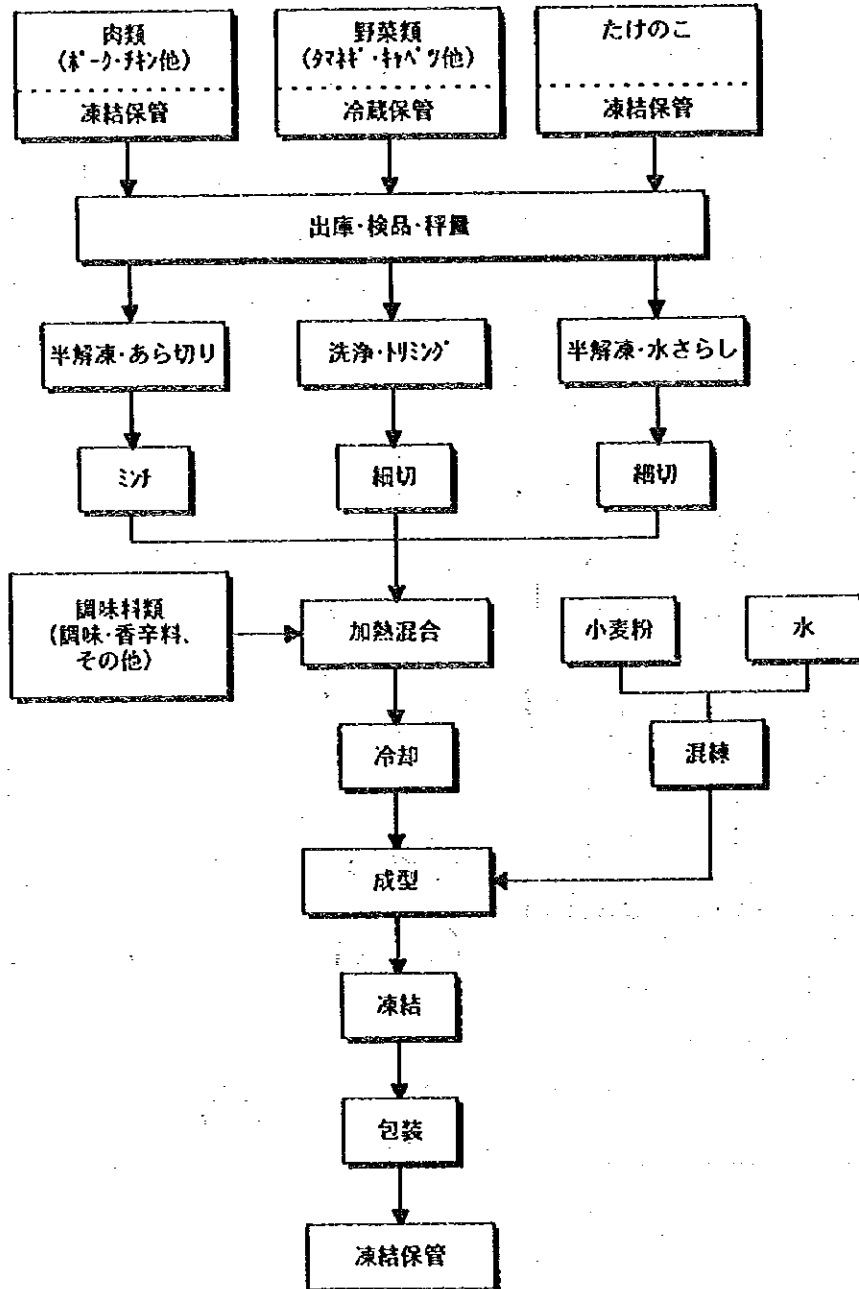 肉類
(ﾎﾟｰｸ・ﾁｷﾝ他)
凍結保管
野菜類
(ﾀﾏﾈｷﾞ・ｷｬﾍﾞﾂ他)
冷蔵保管
たけのこ
凍結保管
出庫・検品・秤量
半解凍・あら切り
洗浄・ﾄﾘﾐﾝｸﾞ
半解凍・水さらし
ﾐﾝﾁ
細切
細切
調味料類
(調味・香辛料、
その他)
加熱混合
小麦粉
水
冷却
混練
成型
凍結
包装
凍結保管